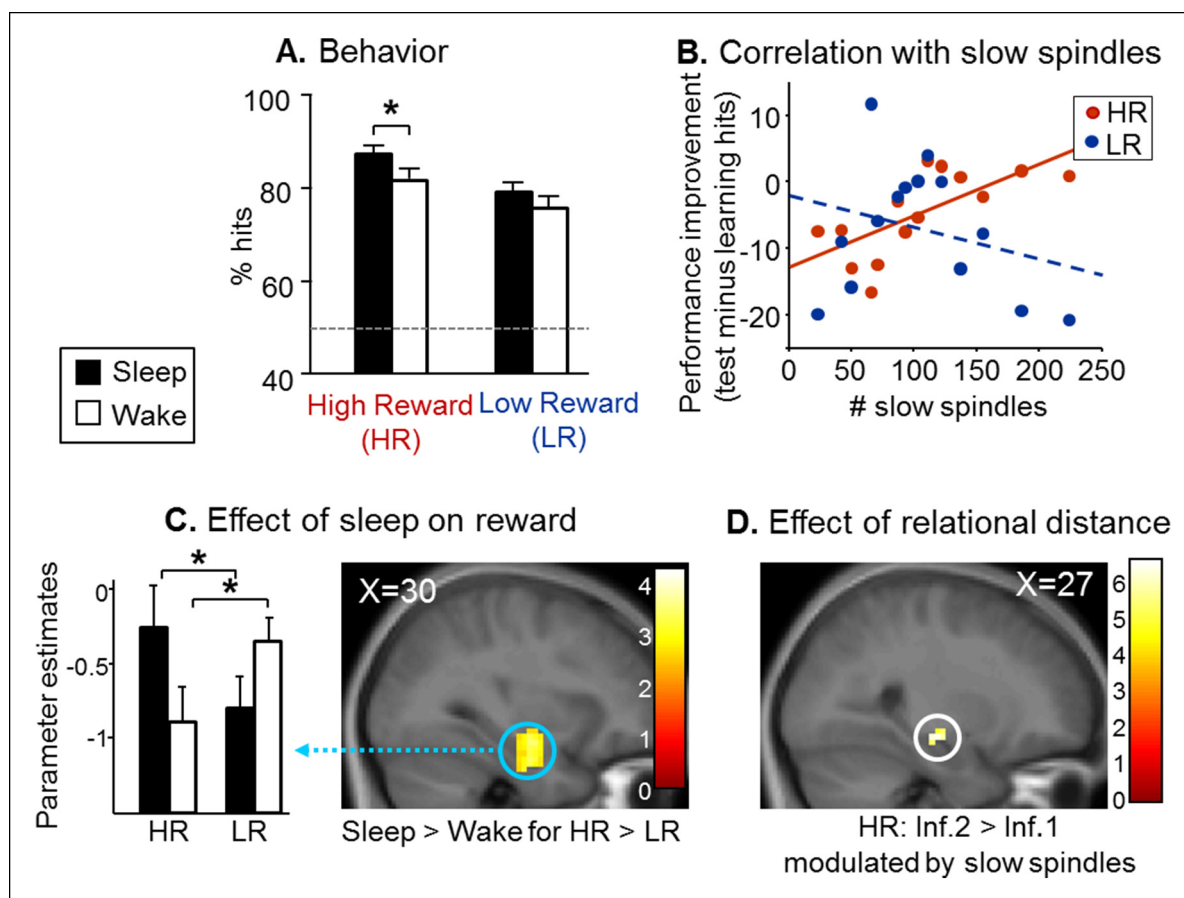 A. Behavior
100
80
60
40
% hits
*
High Reward
(HR)
Low Reward
(LR)
Sleep
Wake
B. Correlation with slow spindles
Performance improvement
(test minus learning hits)
10
0
-10
-20
HR
LR
0 50 100 150 200 250
# slow spindles
C. Effect of sleep on reward
Parameter estimates
0
-0.5
-1
*
*
HR LR
X=30
4
3
2
1
0
Sleep > Wake for HR > LR
D. Effect of relational distance
X=27
6
5
4
3
2
1
0
HR: Inf.2 > Inf.1
modulated by slow spindles